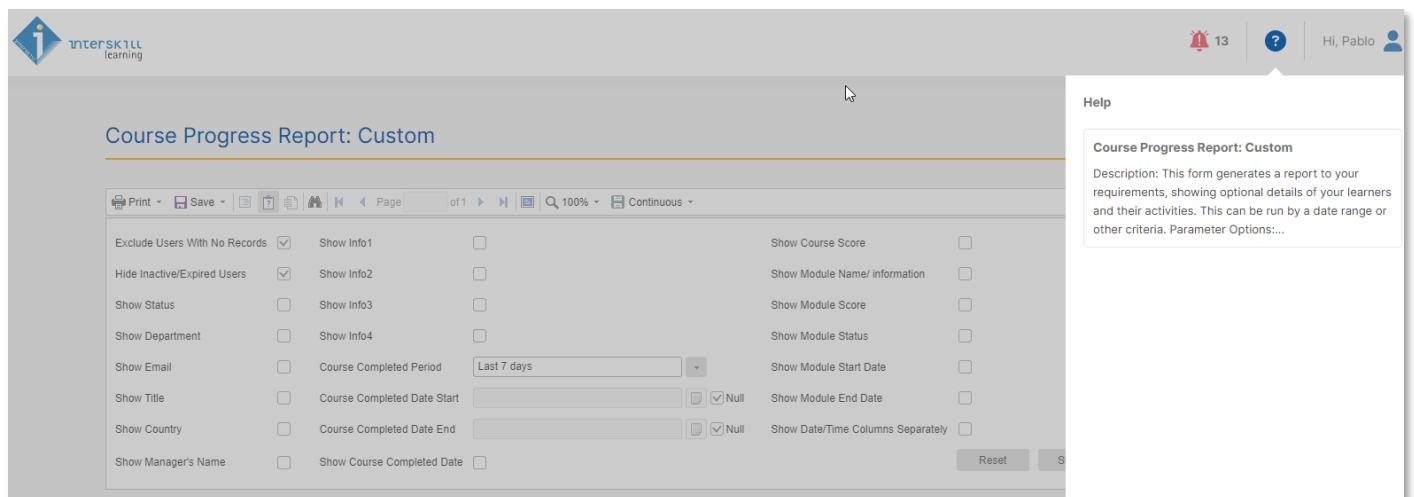 interskill
learning
13
Hi, Pablo
Help
Course Progress Report: Custom
Course Progress Report: Custom
Description: This form generates a report to your
requirements, showing optional details of your learners
and their activities. This can be run by a date range or
other criteria. Parameter Options:...
Print Save Page of 1 100% Continuous
Exclude Users With No Records Show Info1 Show Course Score
Hide Inactive/Expired Users Show Info2 Show Module Name/ information
Show Status Show Info3 Show Module Score
Show Department Show Info4 Show Module Status
Show Email Course Completed Period Last 7 days Show Module Start Date
Show Title Course Completed Date Start Null Show Module End Date
Show Country Course Completed Date End Null Show Date/Time Columns Separately
Show Manager's Name Show Course Completed Date Reset